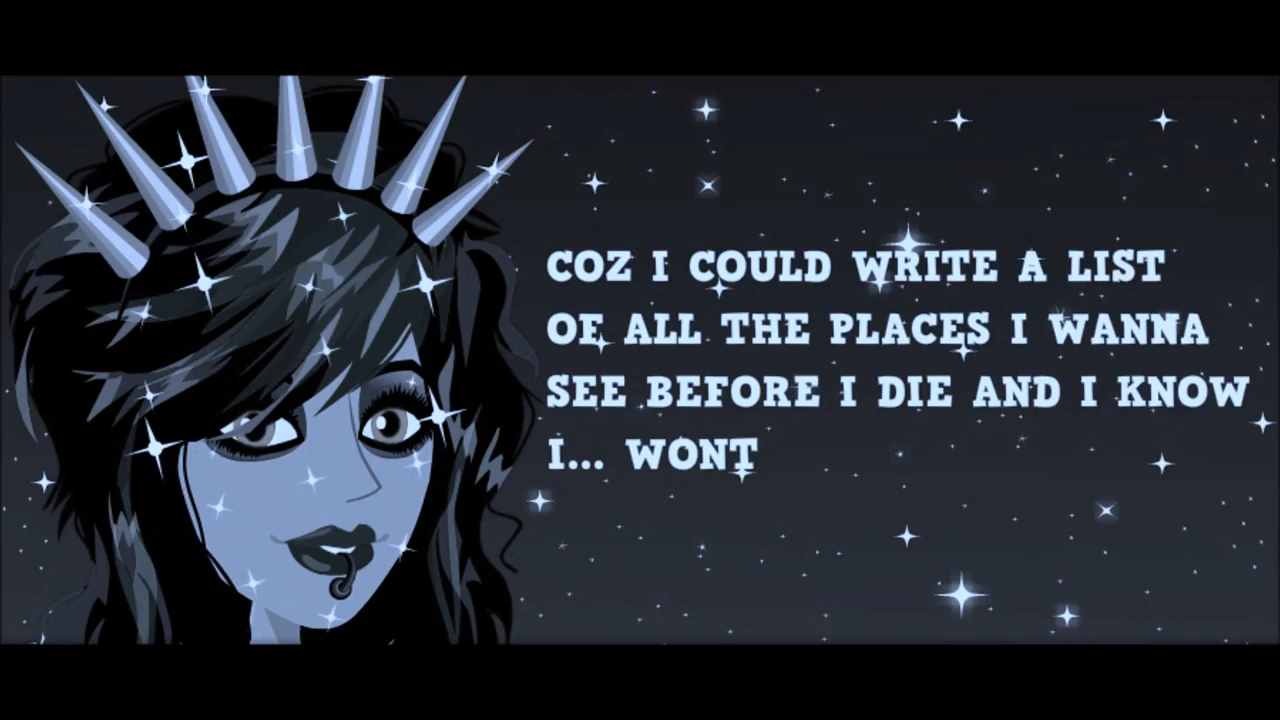 COZ I COULD WRITE A LIST
OF ALL THE PLACES I WANNA
SEE BEFORE I DIE AND I KNOW
I... WONT